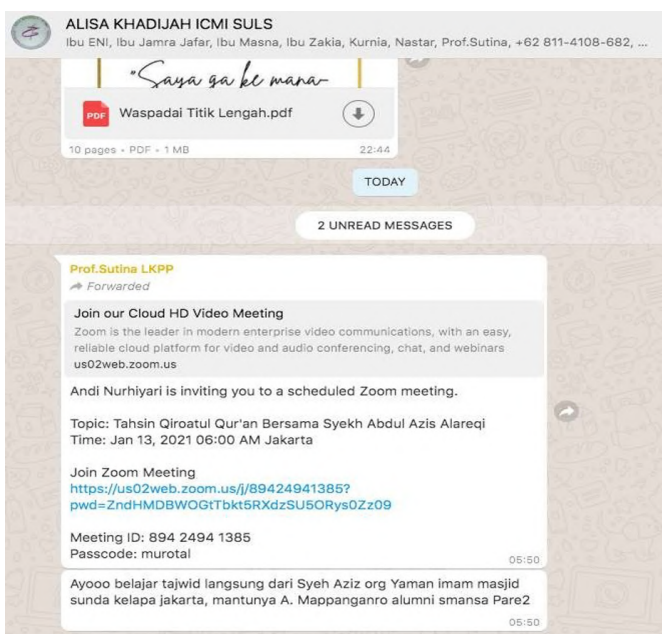 ALISA KHADIJAH ICMI SULS
Ibu ENI, Ibu Jamra Jafar, Ibu Masna, Ibu Zakia, Kurnia, Nastar, Prof.Sutina, +62 811-4108-682, ...
"Saya ga ke mana-
PDF
Waspadai Titik Lengah.pdf
10 pages • PDF • 1 MB
22:44
TODAY
2 UNREAD MESSAGES
Prof.Sutina LKPP
Forwarded
Join our Cloud HD Video Meeting
Zoom is the leader in modern enterprise video communications, with an easy,
reliable cloud platform for video and audio conferencing, chat, and webinars
us02web.zoom.us
Andi Nurhiyari is inviting you to a scheduled Zoom meeting.
Topic: Tahsin Qiroatul Qur'an Bersama Syekh Abdul Azis Alareqi
Time: Jan 13, 2021 06:00 AM Jakarta
Join Zoom Meeting
https://us02web.zoom.us/j/89424941385?
pwd=ZndHMDBWOGtTbkt5RXdzSU5ORys0Zz09
Meeting ID: 894 2494 1385
Passcode: murotal
05:50
Ayooo belajar tajwid langsung dari Syeh Aziz org Yaman imam masjid
sunda kelapa jakarta, mantunya A. Mappanganro alumni smansa Pare2
05:50